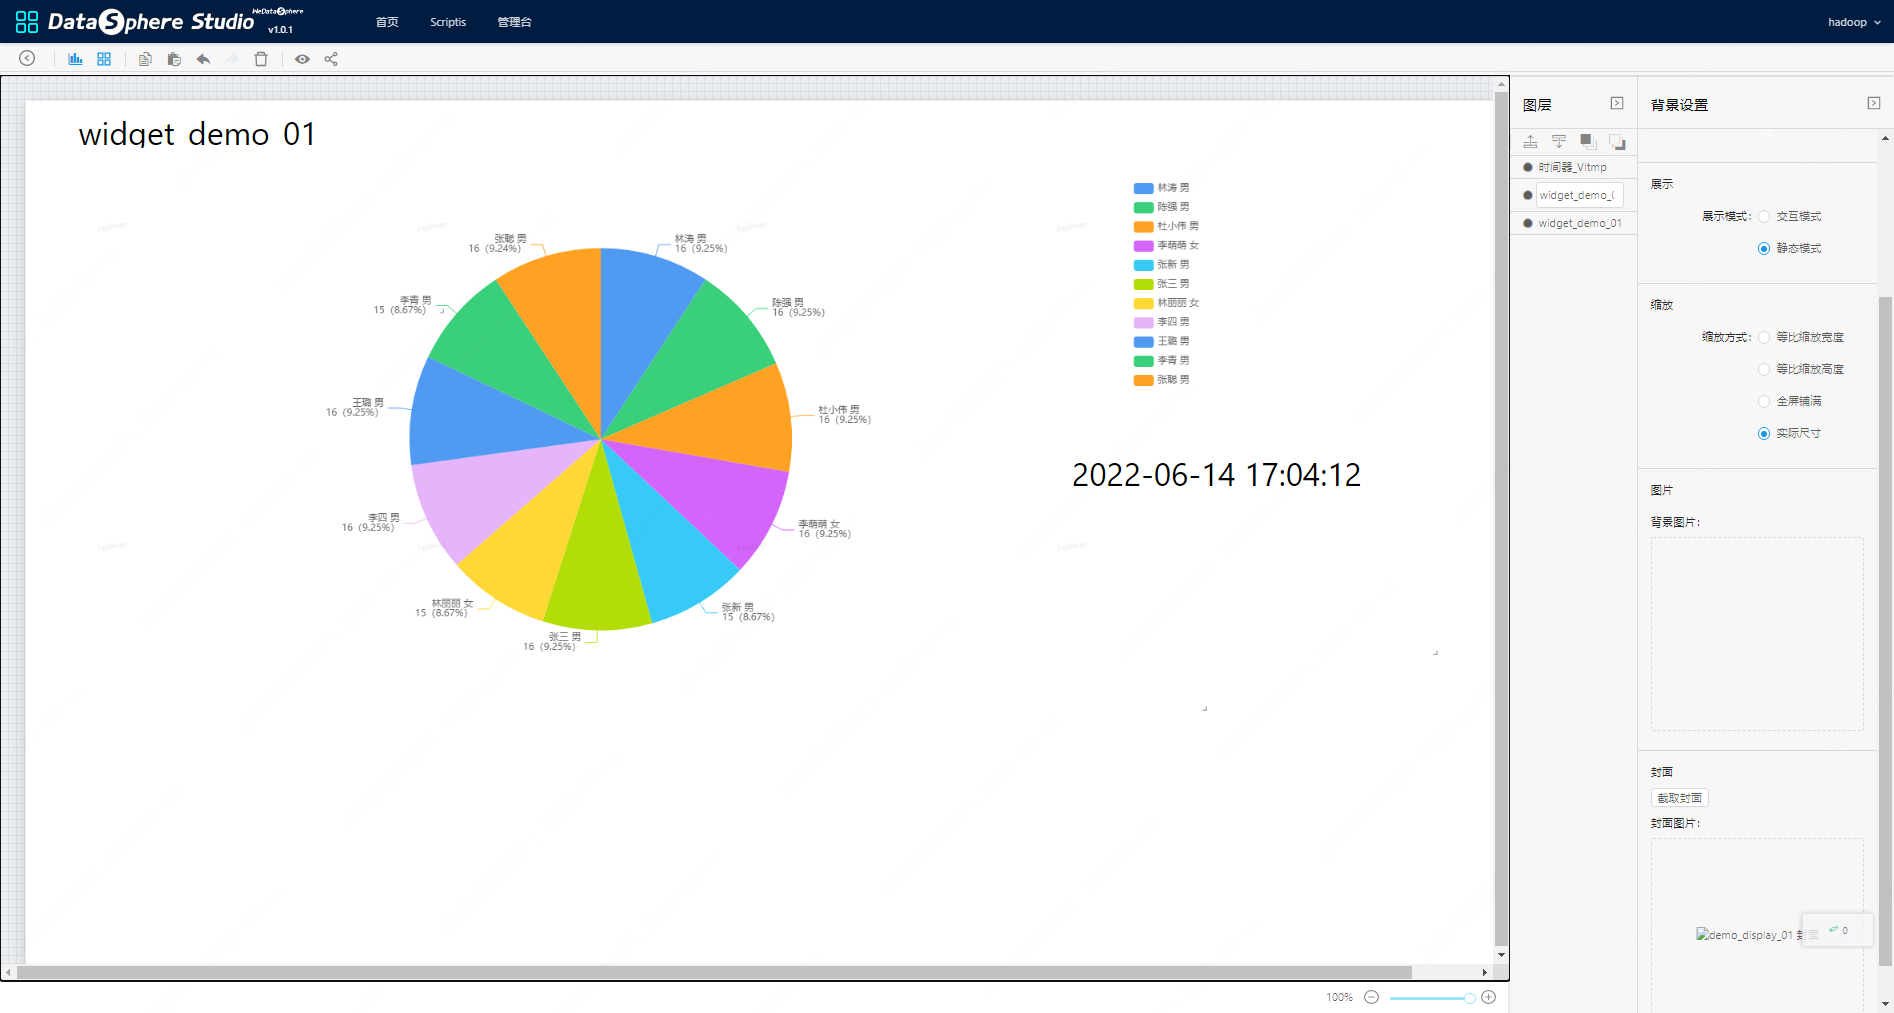 DataSphere Studio
WeDataSphere
v1.0.1
首页
Scriptis
管理台
hadoop
widget demo 01
张聪 男
16（9.24%）
林涛 男
16（9.25%）
李青 男
15（8.67%）
陈强 男
16（9.25%）
王璐 男
16（9.25%）
杜小伟 男
16（9.25%）
李四 男
16（9.25%）
李萌萌 女
16（9.25%）
林丽丽 女
15（8.67%）
张新 男
15（8.67%）
张三 男
16（9.25%）
林涛 男
陈强 男
杜小伟 男
李萌萌 女
张新 男
张三 男
林丽丽 女
李四 男
王璐 男
李青 男
张聪 男
2022-06-14 17:04:12
100%
图层
时间器_Vltmp
widget_demo_(
widget_demo_01
背景设置
展示
展示模式：
交互模式
静态模式
缩放
缩放方式：
等比缩放宽度
等比缩放高度
全屏铺满
实际尺寸
图片
背景图片：
封面
截取封面
封面图片：
demo_display_01 封面
0
hadoop
hadoop
hadoop
hadoop
hadoop
hadoop
hadoop
hadoop